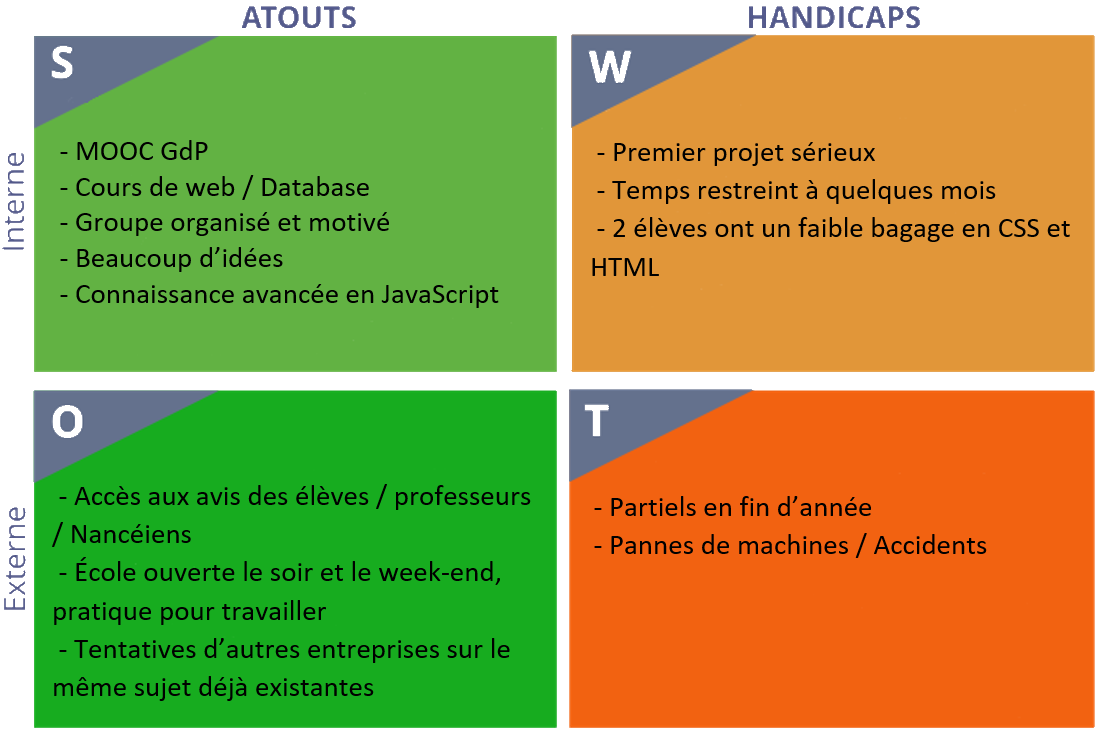 ATOUTS
HANDICAPS
Interne
S
- MOOC GdP
- Cours de web / Database
- Groupe organisé et motivé
- Beaucoup d’idées
- Connaissance avancée en JavaScript
W
- Premier projet sérieux
- Temps restreint à quelques mois
- 2 élèves ont un faible bagage en CSS et
HTML
Externe
O
- Accès aux avis des élèves / professeurs
/ Nancéiens
- École ouverte le soir et le week-end,
pratique pour travailler
- Tentatives d’autres entreprises sur le
même sujet déjà existantes
T
- Partiels en fin d’année
- Pannes de machines / Accidents